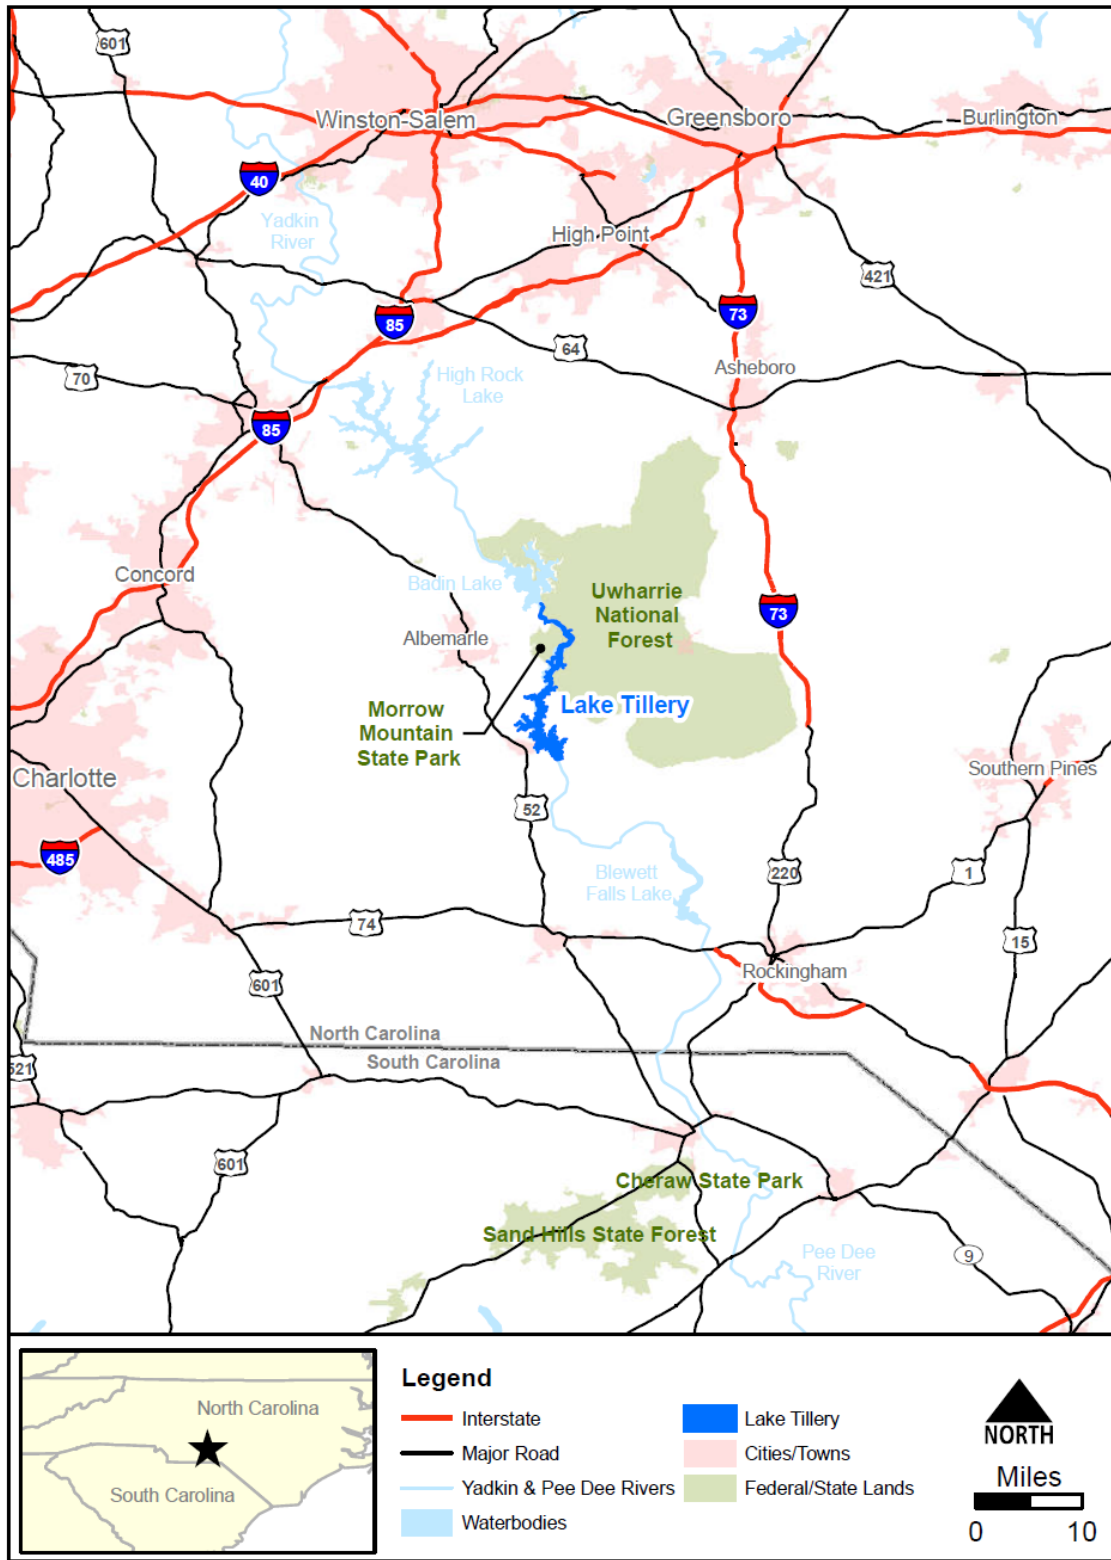 601
Winston-Salem
Greensboro
Burlington
40
Yadkin
River
High Point
421
85
73
64
70
High Rock
Lake
Asheboro
85
Concord
Badin Lake
Uwharrie
National
Forest
73
Albemarle
Morrow
Mountain
State Park
Lake Tillery
Charlotte
Southern Pines
52
485
Blewett
Falls Lake
220
1
74
15
601
Rockingham
North Carolina
South Carolina
521
601
Cheraw State Park
Sand Hills State Forest
Pee Dee
River
9
North Carolina
South Carolina
Legend
Interstate
Major Road
Yadkin & Pee Dee Rivers
Waterbodies
Lake Tillery
Cities/Towns
Federal/State Lands
NORTH
Miles
0 10